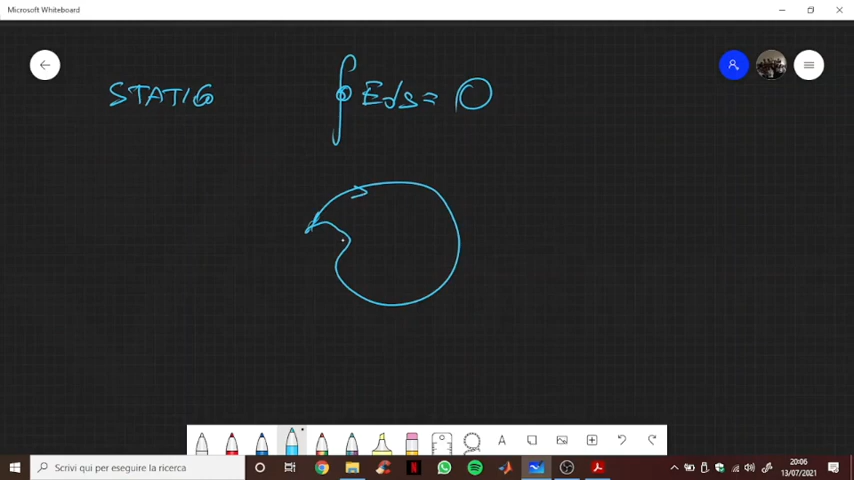 Microsoft Whiteboard
STATIC ∮ E ds = 0
Scrivi qui per eseguire la ricerca
20:06
13/07/2021